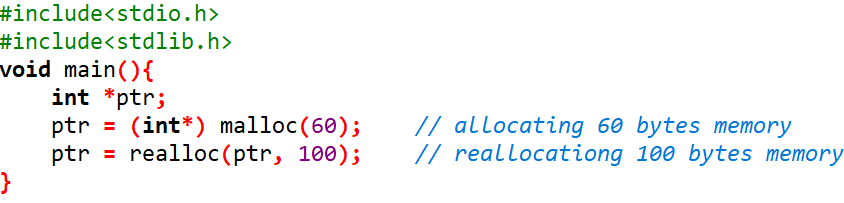 #include<stdio.h>
#include<stdlib.h>
void main(){
    int *ptr;
    ptr = (int*) malloc(60);    // allocating 60 bytes memory
    ptr = realloc(ptr, 100);    // reallocationg 100 bytes memory
}